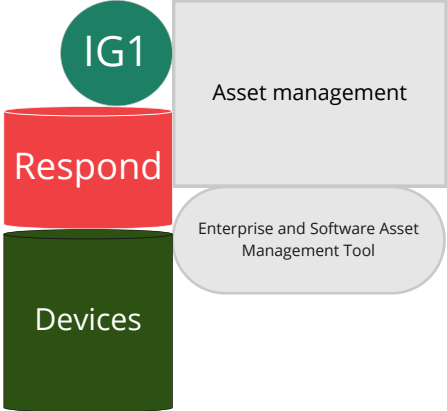 IG1
Asset management
Respond
Enterprise and Software Asset
Management Tool
Devices